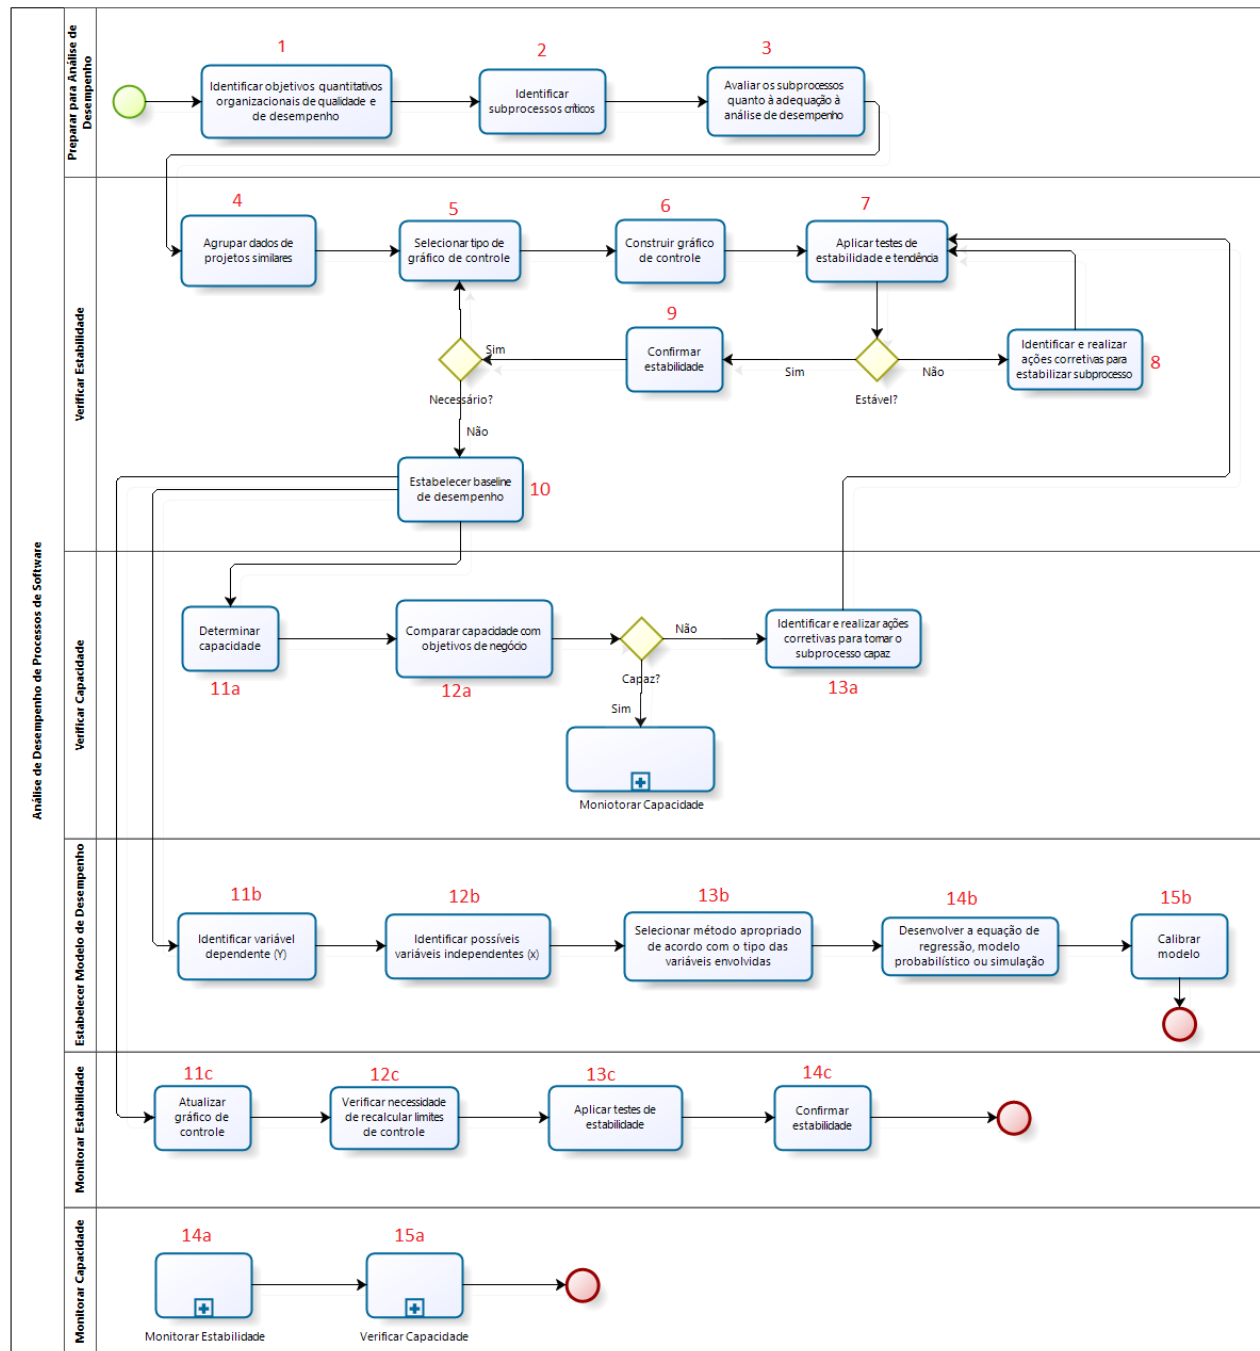 Análise de Desempenho de Processos de Software
Preparar para Análise de
Desempenho
1
Identificar objetivos quantitativos
organizacionais de qualidade e
de desempenho
2
Identificar
subprocessos críticos
3
Avaliar os subprocessos
quanto à adequação à
análise de desempenho
Verificar Estabilidade
4
Agrupar dados de
projetos similares
5
Selecionar tipo de
gráfico de controle
6
Construir gráfico
de controle
7
Aplicar testes de
estabilidade e tendência
Identificar e realizar
ações corretivas para
estabilizar subprocesso
8
Não
Estável?
Sim
9
Confirmar
estabilidade
Sim
Necessário?
Não
Estabelecer baseline
de desempenho
10
Verificar Capacidade
Determinar
capacidade
11a
Comparar capacidade com
objetivos de negócio
12a
Não
Capaz?
Sim
Identificar e realizar ações
corretivas para tornar o
subprocesso capaz
13a
Moniotorar Capacidade
Estabelecer Modelo de Desempenho
11b
Identificar variável
dependente (Y)
12b
Identificar possíveis
variáveis independentes (x)
13b
Selecionar método apropriado
de acordo com o tipo das
variáveis envolvidas
14b
Desenvolver a equação de
regressão, modelo
probabilístico ou simulação
15b
Calibrar
modelo
Monitorar Estabilidade
11c
Atualizar
gráfico de
controle
12c
Verificar necessidade
de recalcular limites
de controle
13c
Aplicar testes de
estabilidade
14c
Confirmar
estabilidade
Monitorar Capacidade
14a
Monitorar Estabilidade
15a
Verificar Capacidade